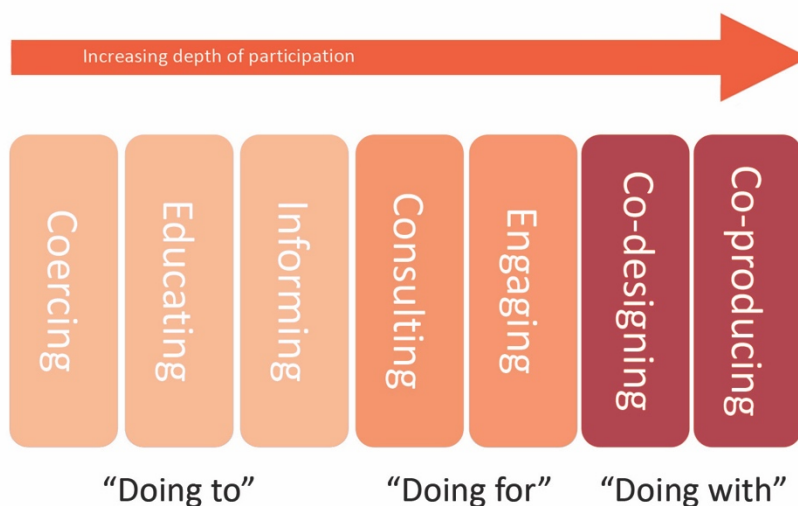 Increasing depth of participation
Coercing
Educating
Informing
Consulting
Engaging
Co-designing
Co-producing
“Doing to”
“Doing for”
“Doing with”